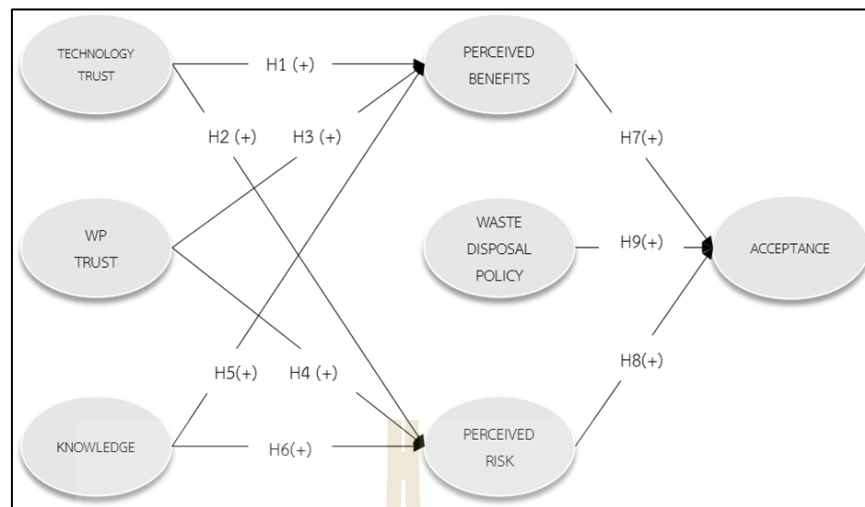 TECHNOLOGY
TRUST
H1 (+)
PERCEIVED
BENEFITS
H2 (+)
H3 (+)
H7(+)
WP
TRUST
WASTE
DISPOSAL
POLICY
H9(+)
ACCEPTANCE
H5(+)
H4 (+)
H8(+)
KNOWLEDGE
H6(+)
PERCEIVED
RISK